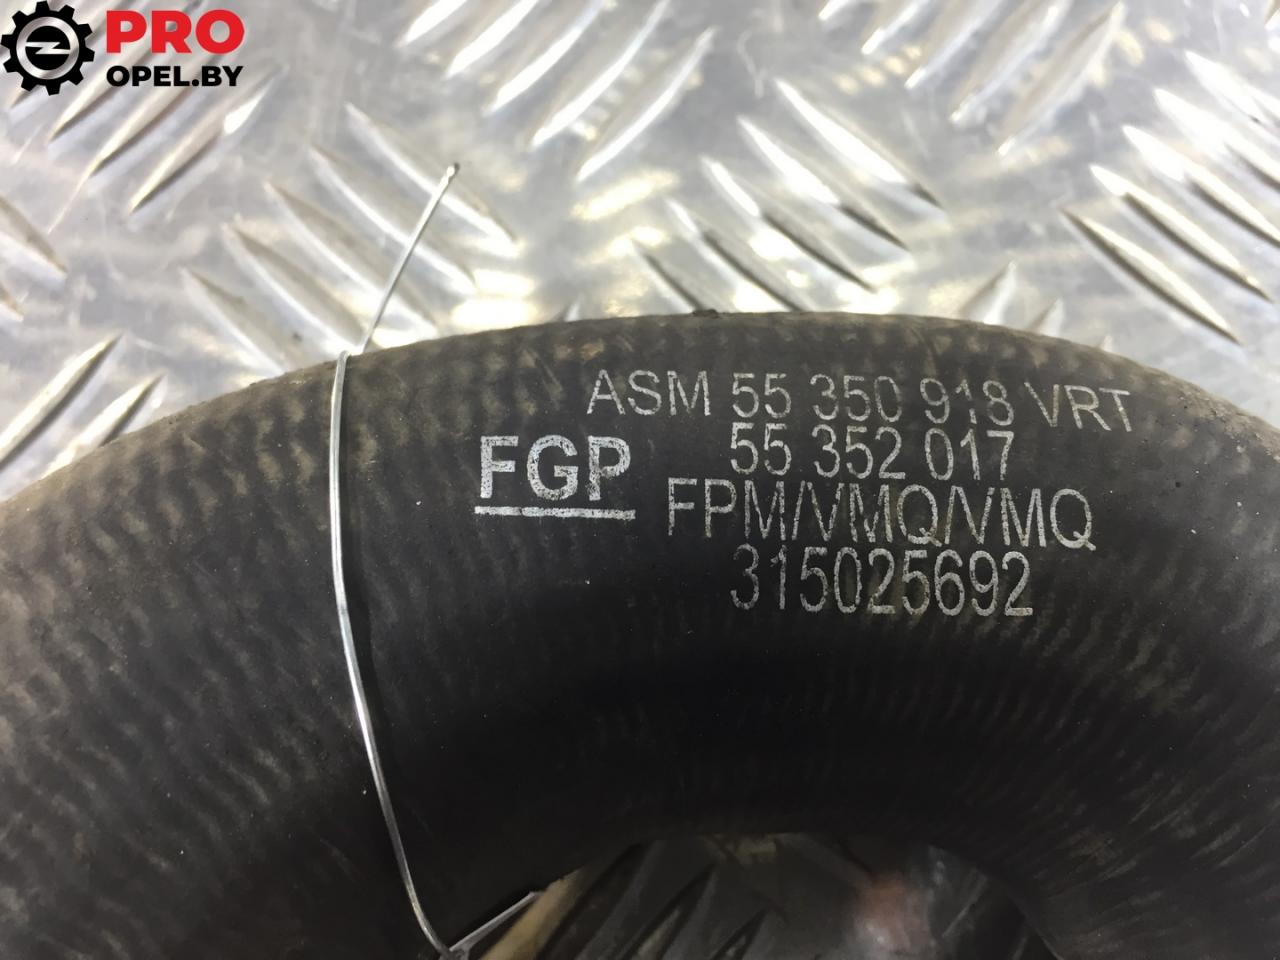 PRO
OPEL.BY
ASM 55 350 918 VRT
55 352 017
FGP
FPM/VMQ/VMQ
315025692